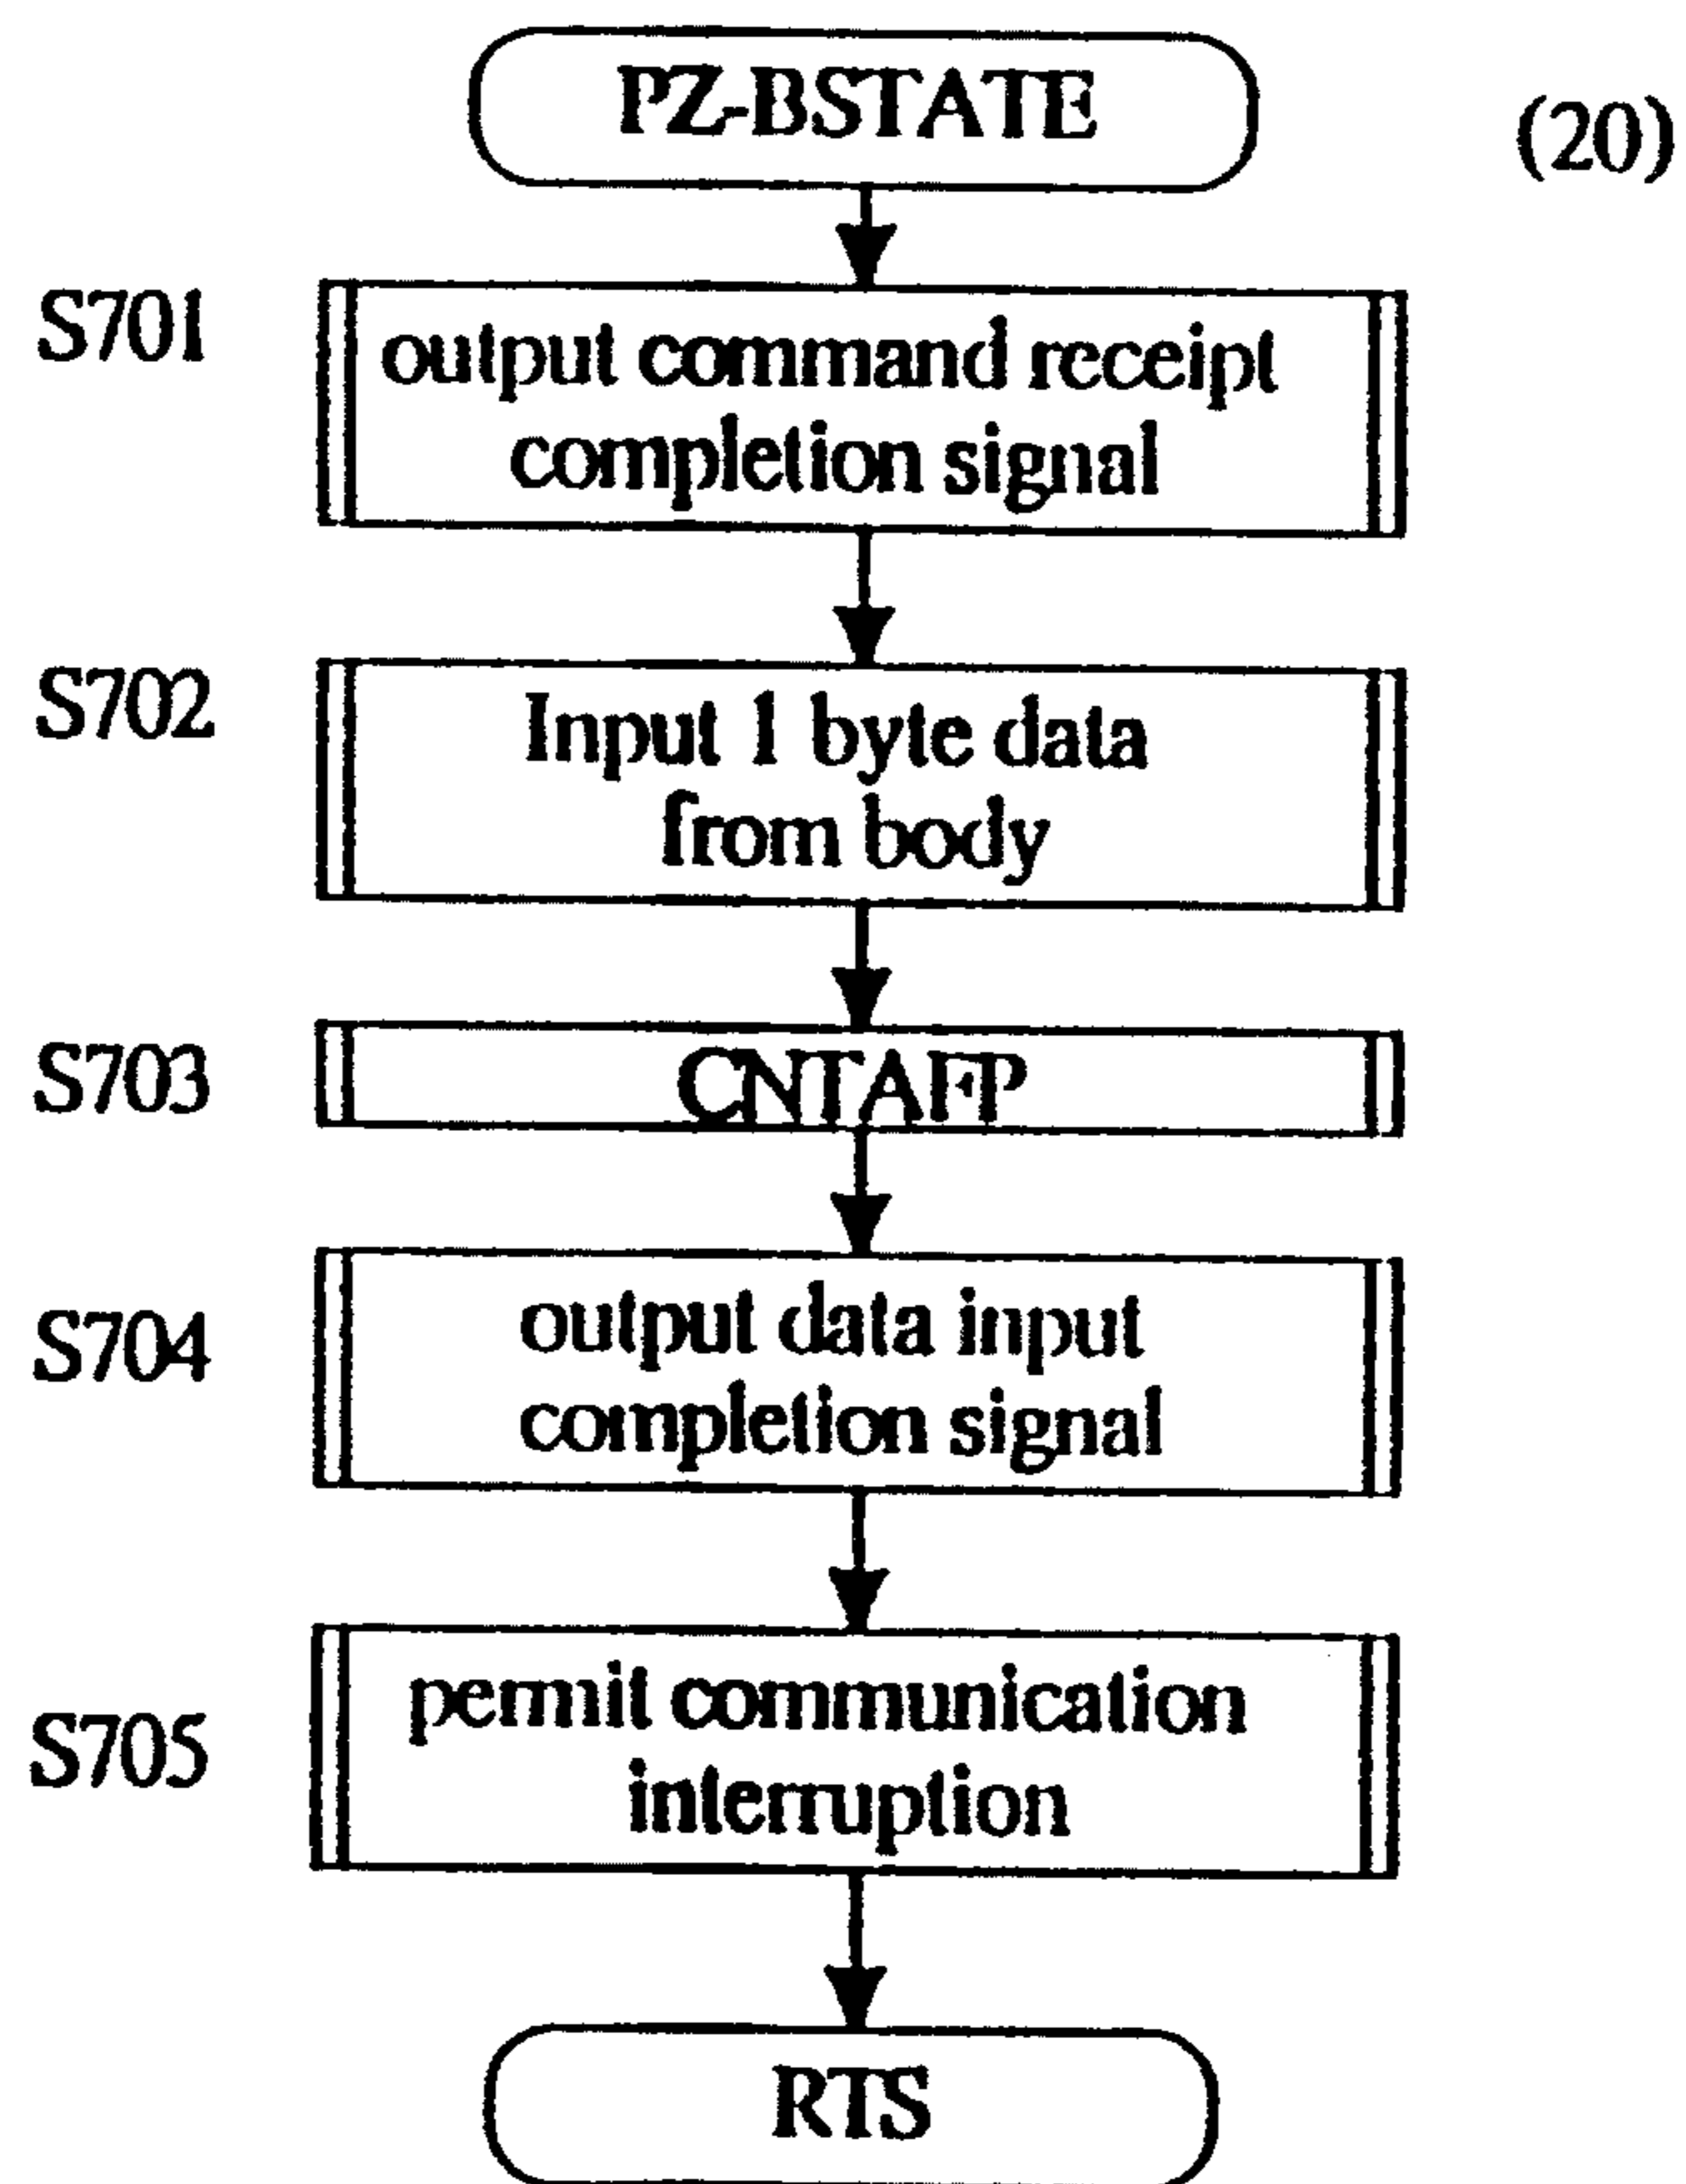 PZ-BSTATE
(20)
S701
output command receipt
completion signal
S702
Input 1 byte data
from body
S703
CNTAFP
S704
output data input
completion signal
S705
permit communication
interruption
RTS